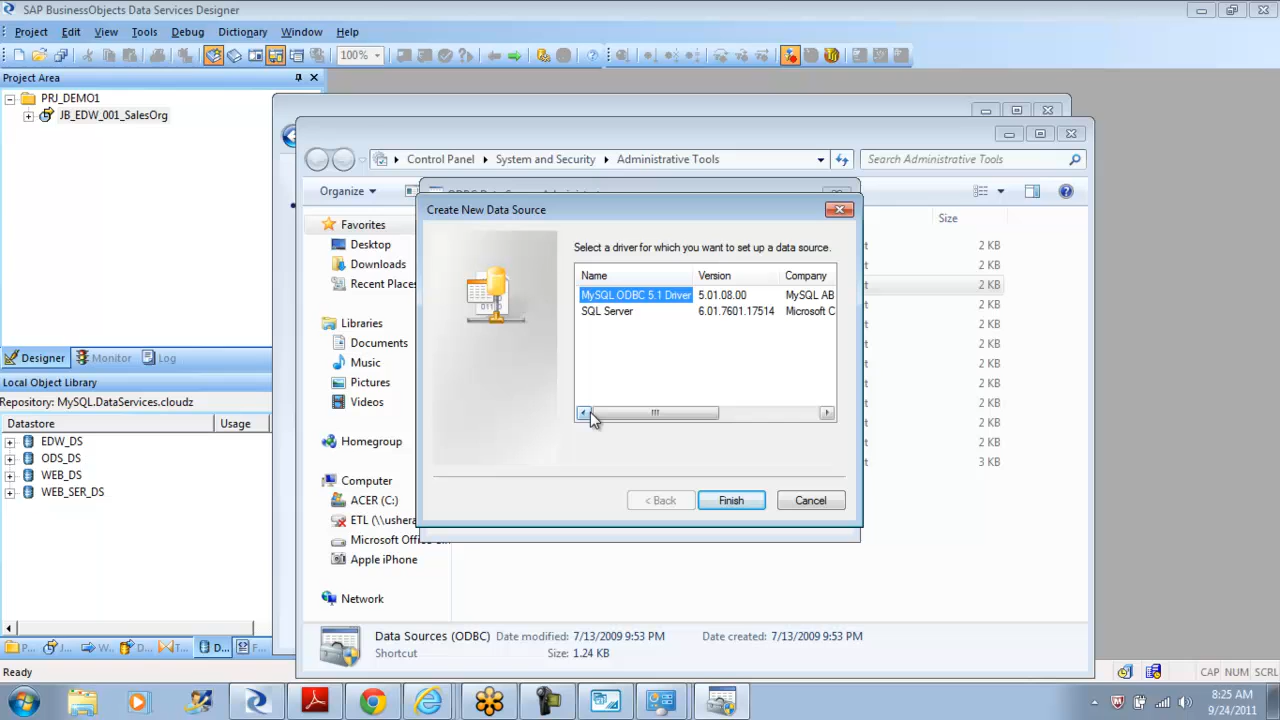 SAP BusinessObjects Data Services Designer
Project Edit View Tools Debug Dictionary Window Help
100%
Project Area
PRJ_DEMO1
JB_EDW_001_SalesOrg
Designer Monitor Log
Local Object Library
Repository: MySQL.DataServices.cloudz
Datastore Usage
EDW_DS
ODS_DS
WEB_DS
WEB_SER_DS
P... J... W... D... T... D... F...
Ready
Control Panel System and Security Administrative Tools
Search Administrative Tools
Organize
Size
Favorites
Desktop
Downloads
Recent Places
Libraries
Documents
Music
Pictures
Videos
Homegroup
Computer
ACER (C:)
ETL (\\ushera
Microsoft Office
Apple iPhone
Network
2 KB
2 KB
2 KB
2 KB
2 KB
2 KB
2 KB
2 KB
2 KB
2 KB
2 KB
3 KB
Create New Data Source
Select a driver for which you want to set up a data source.
Name Version Company
MySQL ODBC 5.1 Driver 5.01.08.00 MySQL AB
SQL Server 6.01.7601.17514 Microsoft C
< Back Finish Cancel
Data Sources (ODBC) Date modified: 7/13/2009 9:53 PM Date created: 7/13/2009 9:53 PM
Shortcut Size: 1.24 KB
CAP NUM SCRL
8:25 AM
9/24/2011